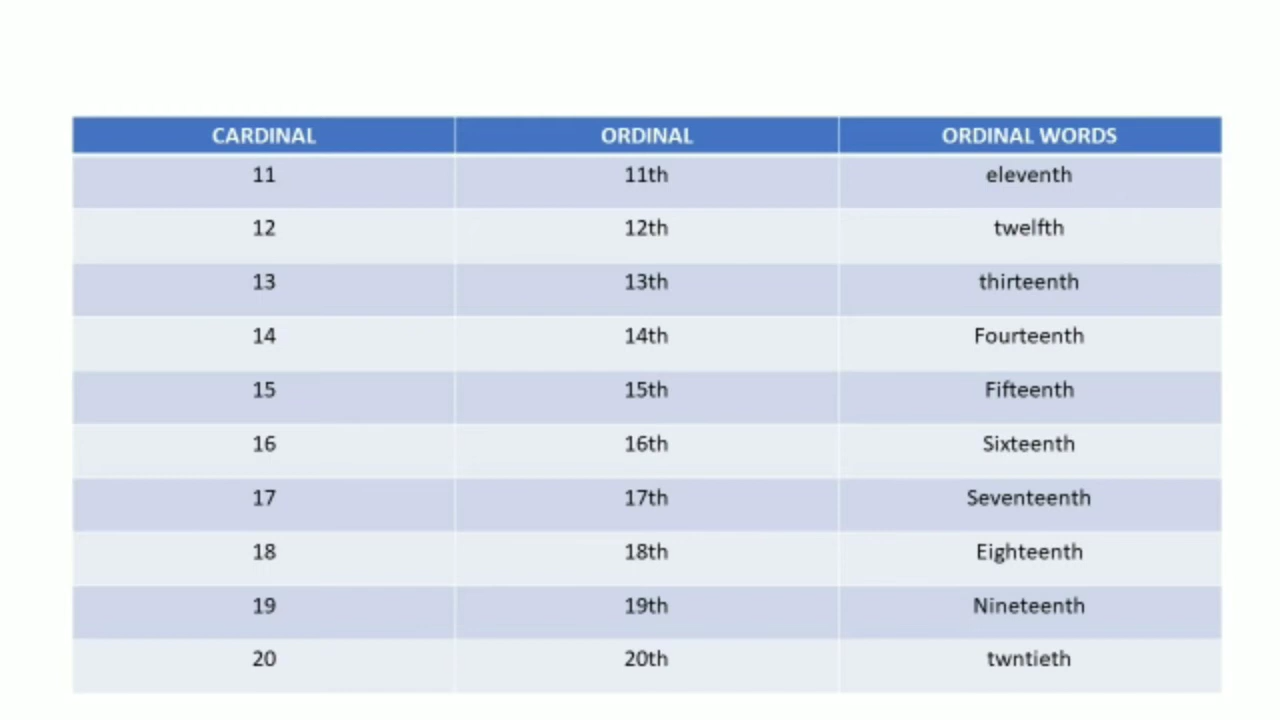 CARDINAL ORDINAL ORDINAL WORDS
11 11th eleventh
12 12th twelfth
13 13th thirteenth
14 14th Fourteenth
15 15th Fifteenth
16 16th Sixteenth
17 17th Seventeenth
18 18th Eighteenth
19 19th Nineteenth
20 20th twntieth